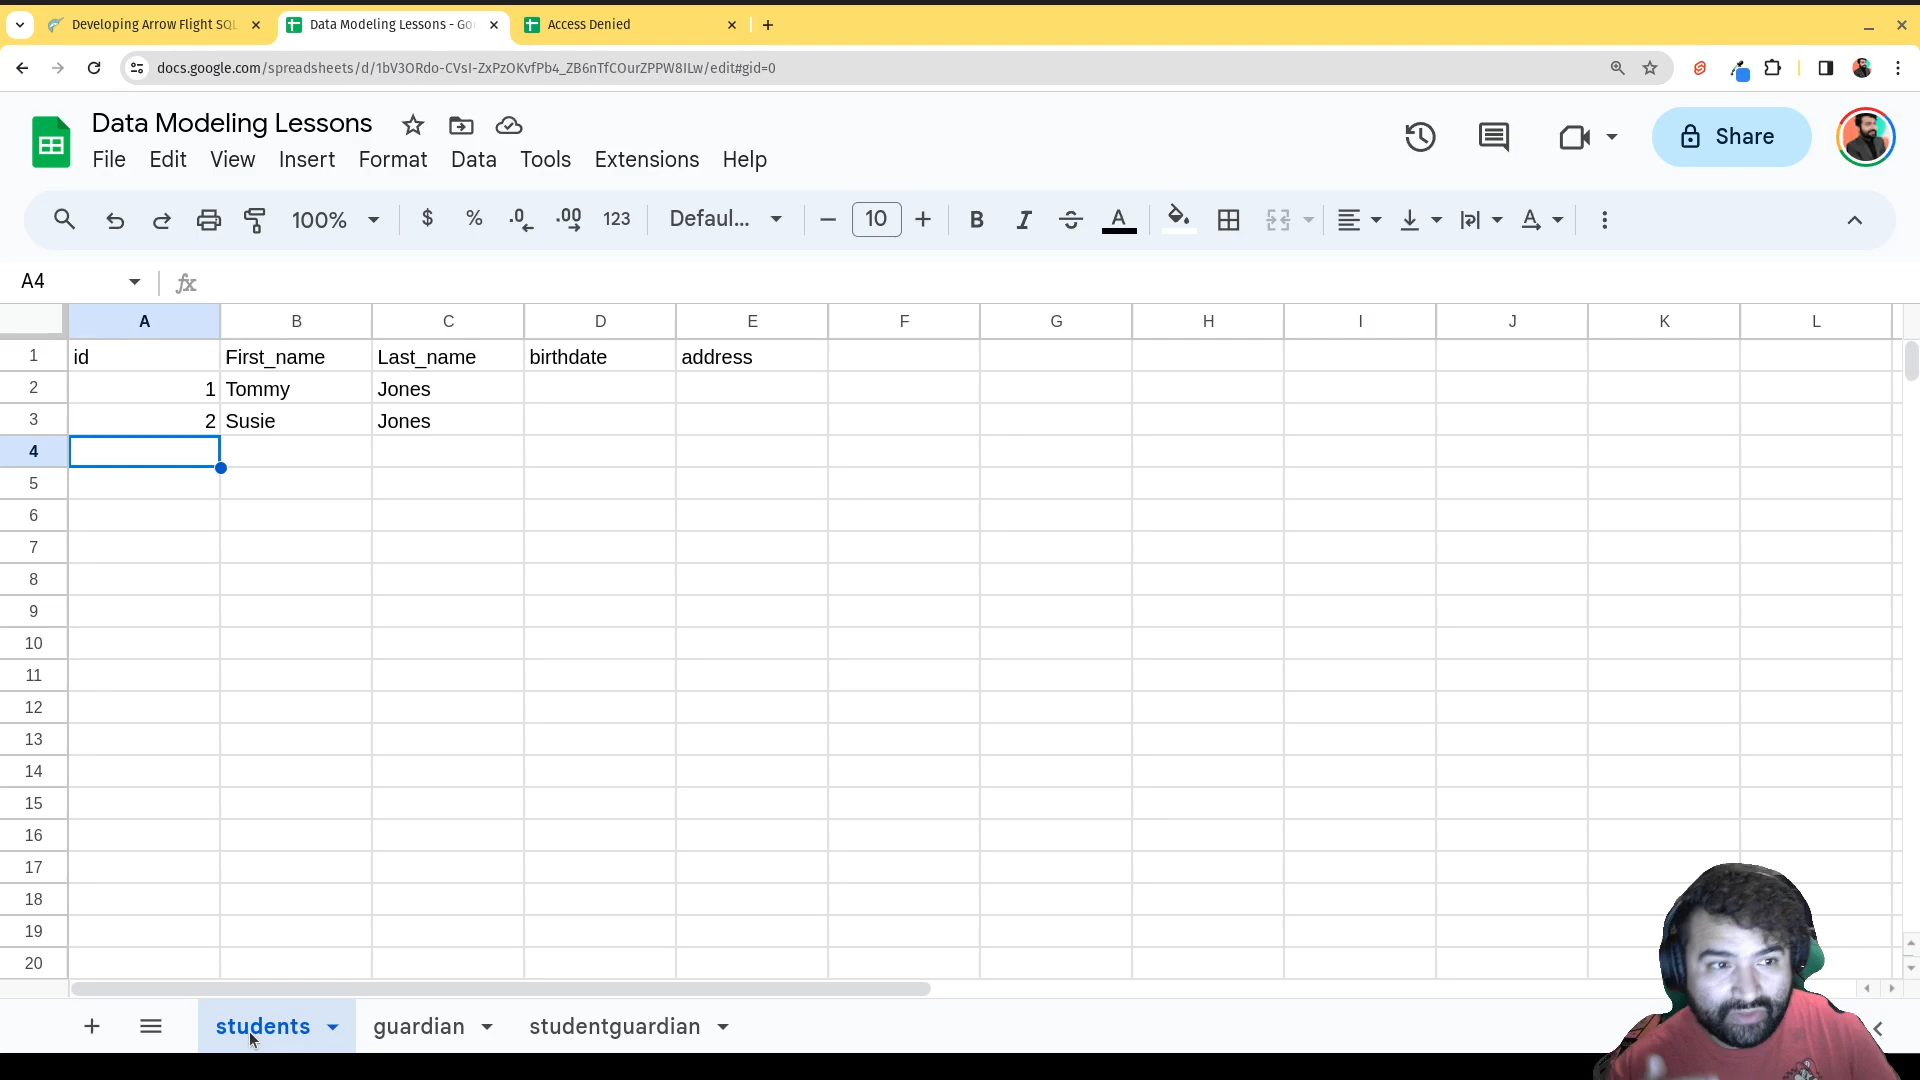 Developing Arrow Flight SQL
Data Modeling Lessons - Goo
Access Denied
docs.google.com/spreadsheets/d/1bV3ORdo-CVsI-ZxPzOKvfPb4_ZB6nTfCOurZPPW8ILw/edit#gid=0
Data Modeling Lessons
Share
File Edit View Insert Format Data Tools Extensions Help
100% $ % .0 .00 123 Defaul... 10 B I S A A
A4 fx
A B C D E F G H I J K L
1 id First_name Last_name birthdate address
2 1 Tommy Jones
3 2 Susie Jones
4
5
6
7
8
9
10
11
12
13
14
15
16
17
18
19
20
students guardian studentguardian